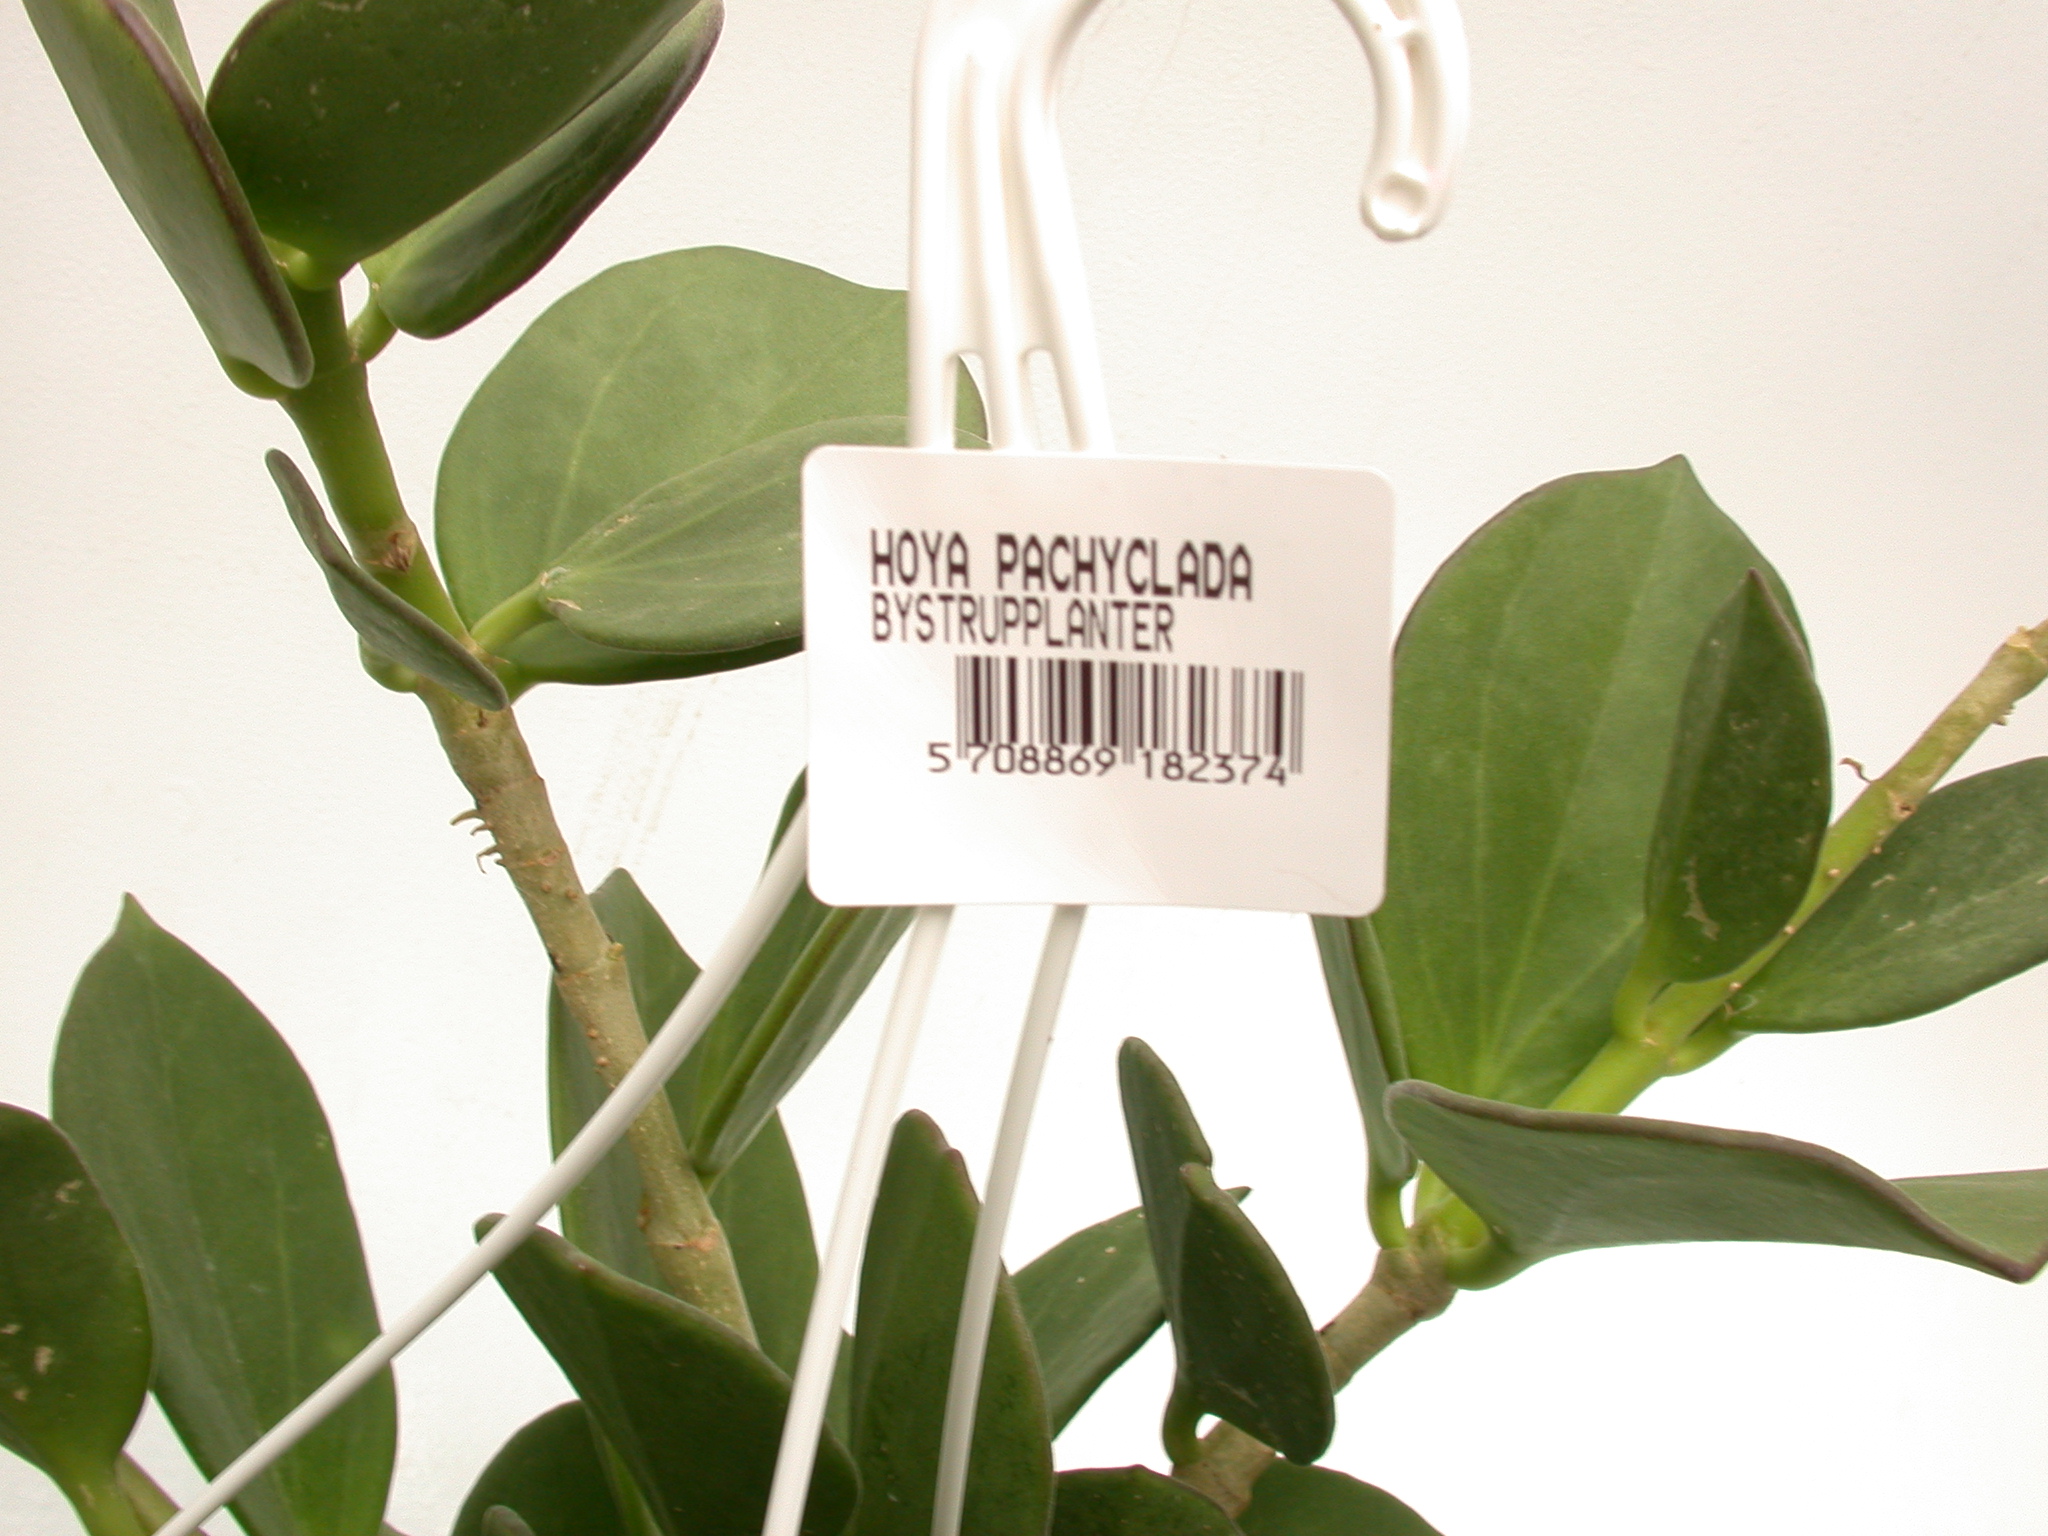 HOYA PACHYCLADA
BYSTRUPPLANTER
5 708869 182374